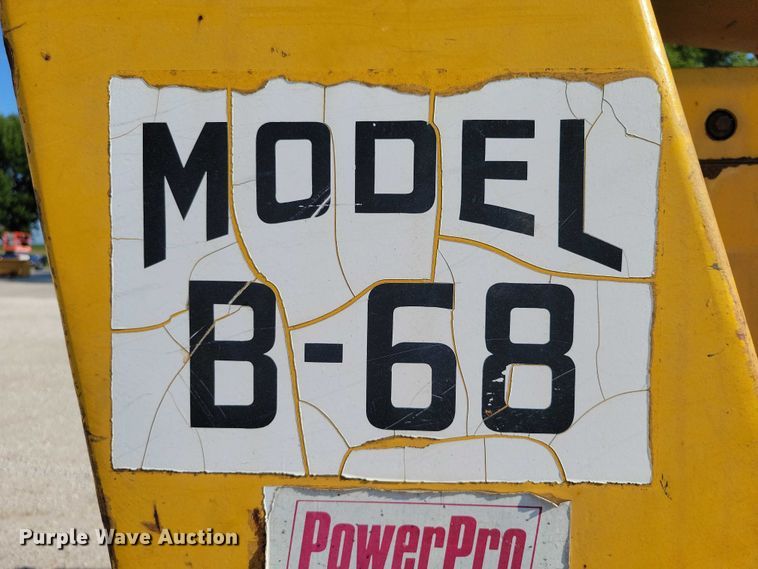 MODEL
B-68
PowerPro
Purple Wave Auction